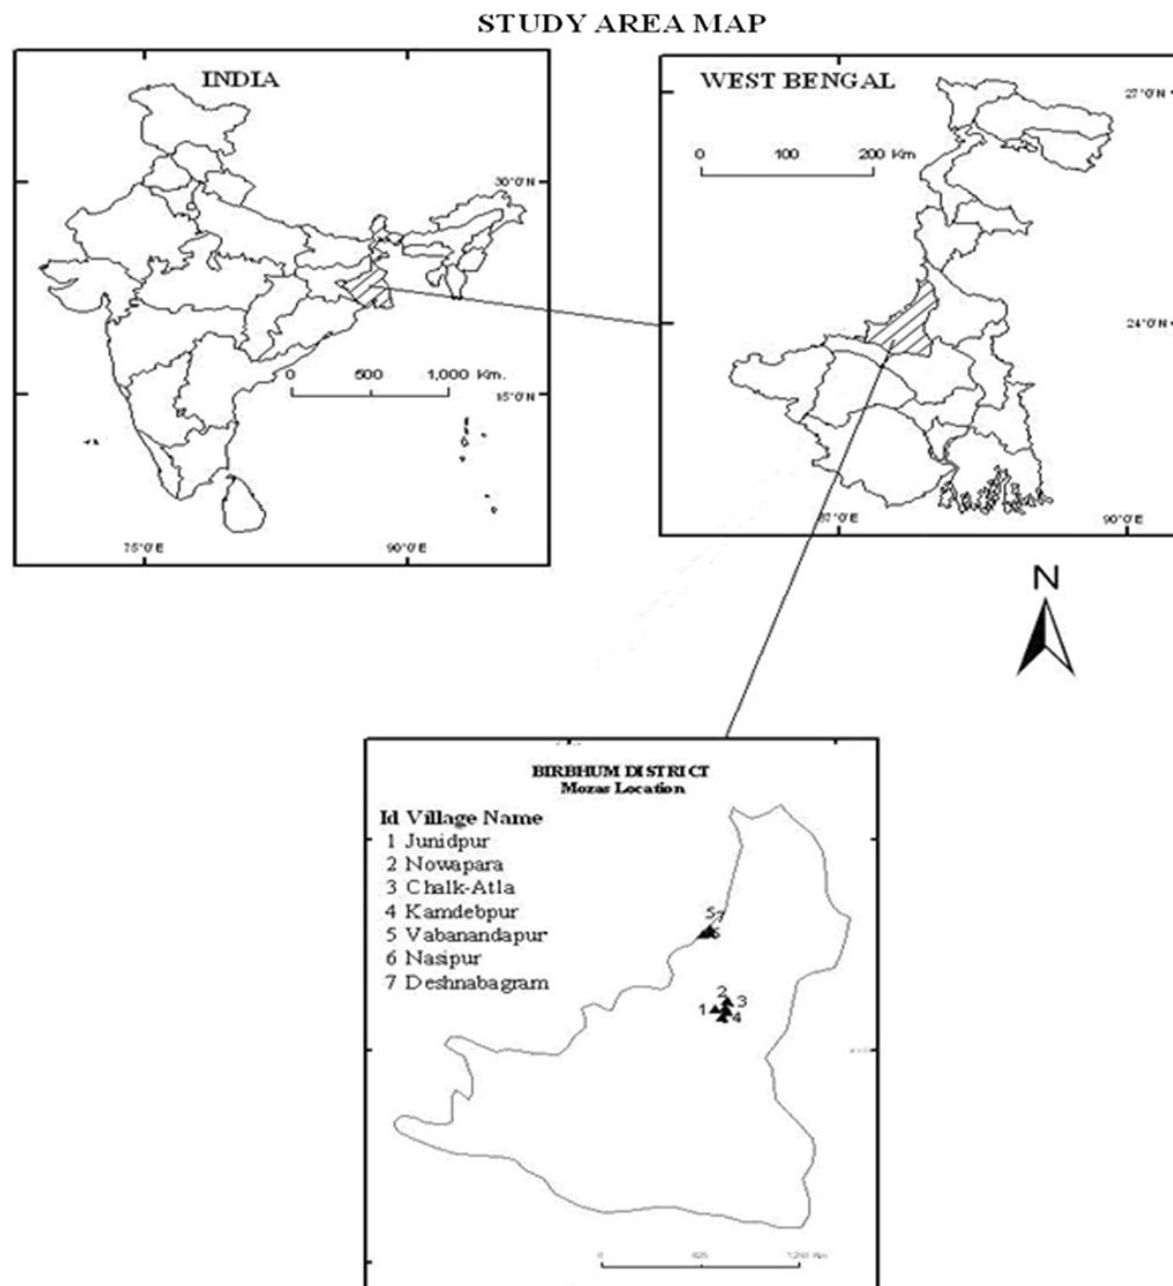 STUDY AREA MAP
INDIA
30°0'N
0 500 1,000 Km.
15°0'N
75°0'E 90°0'E
WEST BENGAL
27°0'N
0 100 200 Km
24°0'N
87°0'E 90°0'E
N
BIRBHUM DISTRICT
Mozas Location
Id Village Name
1 Junidpur
2 Nowapara
3 Chalk-Atla
4 Kamdebpur
5 Vabanandapur
6 Nasipur
7 Deshnabagram
5 7
6
2
1 3
4
0